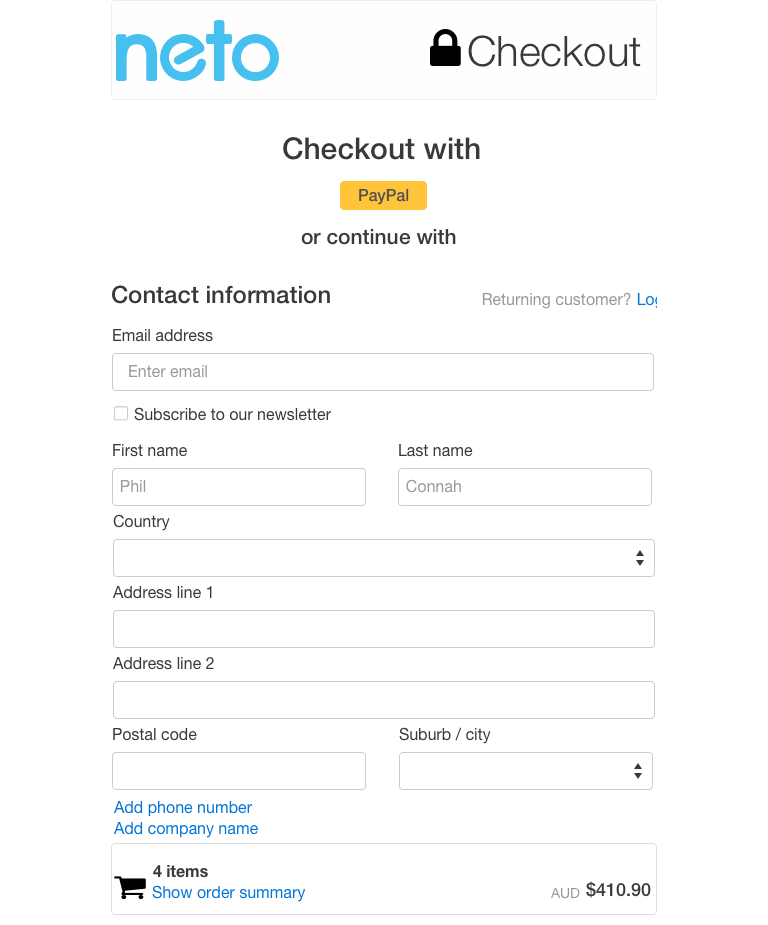 neto
Checkout
Checkout with
PayPal
or continue with
Contact information
Returning customer? Log
Email address
Enter email
Subscribe to our newsletter
First name
Last name
Phil
Connah
Country
Address line 1
Address line 2
Postal code
Suburb / city
Add phone number
Add company name
4 items
Show order summary
AUD $410.90